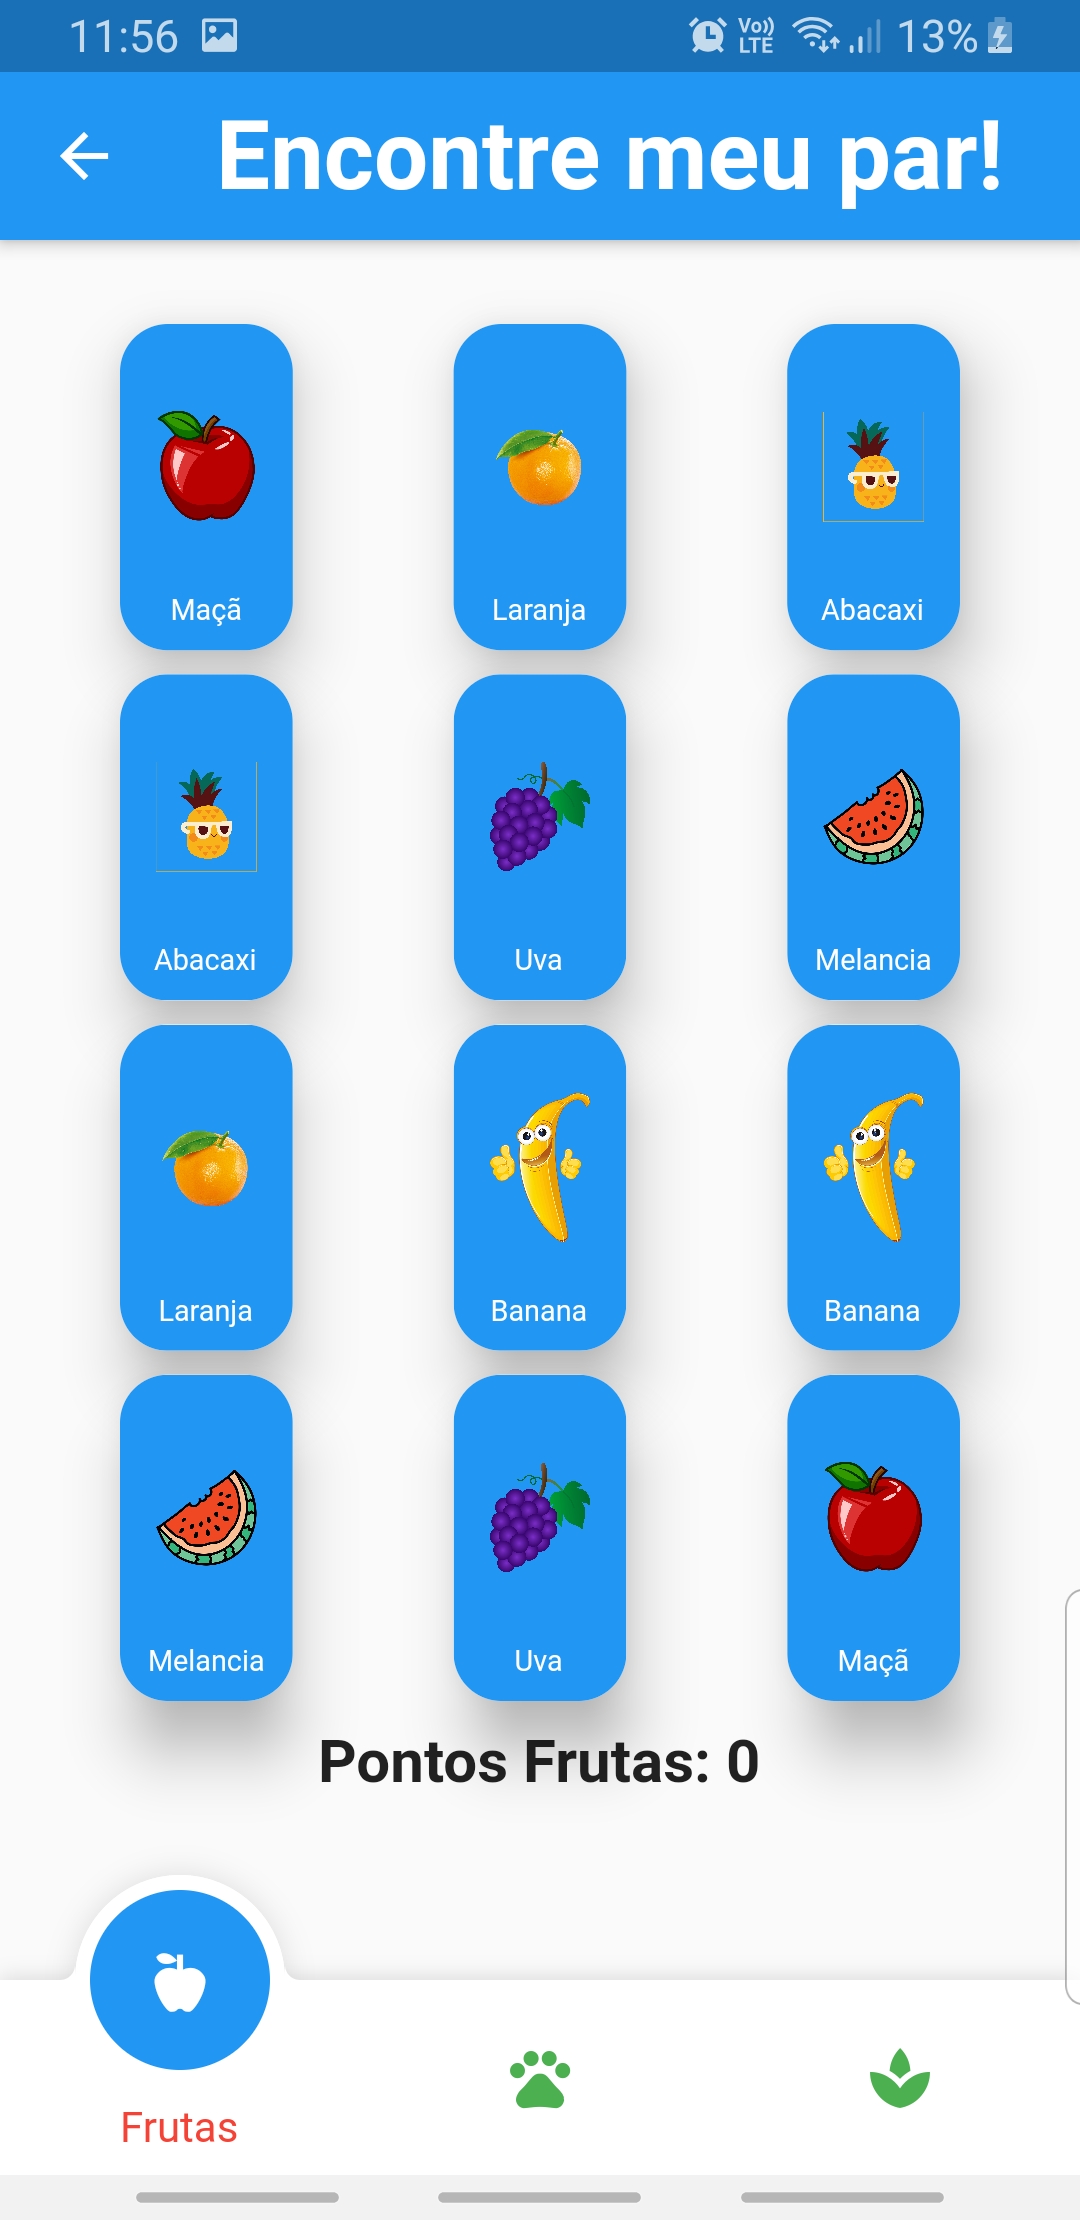 11:56 Vo)) LTE 13%
Encontre meu par!
Maçã Laranja Abacaxi
Abacaxi Uva Melancia
Laranja Banana Banana
Melancia Uva Maçã
Pontos Frutas: 0
Frutas